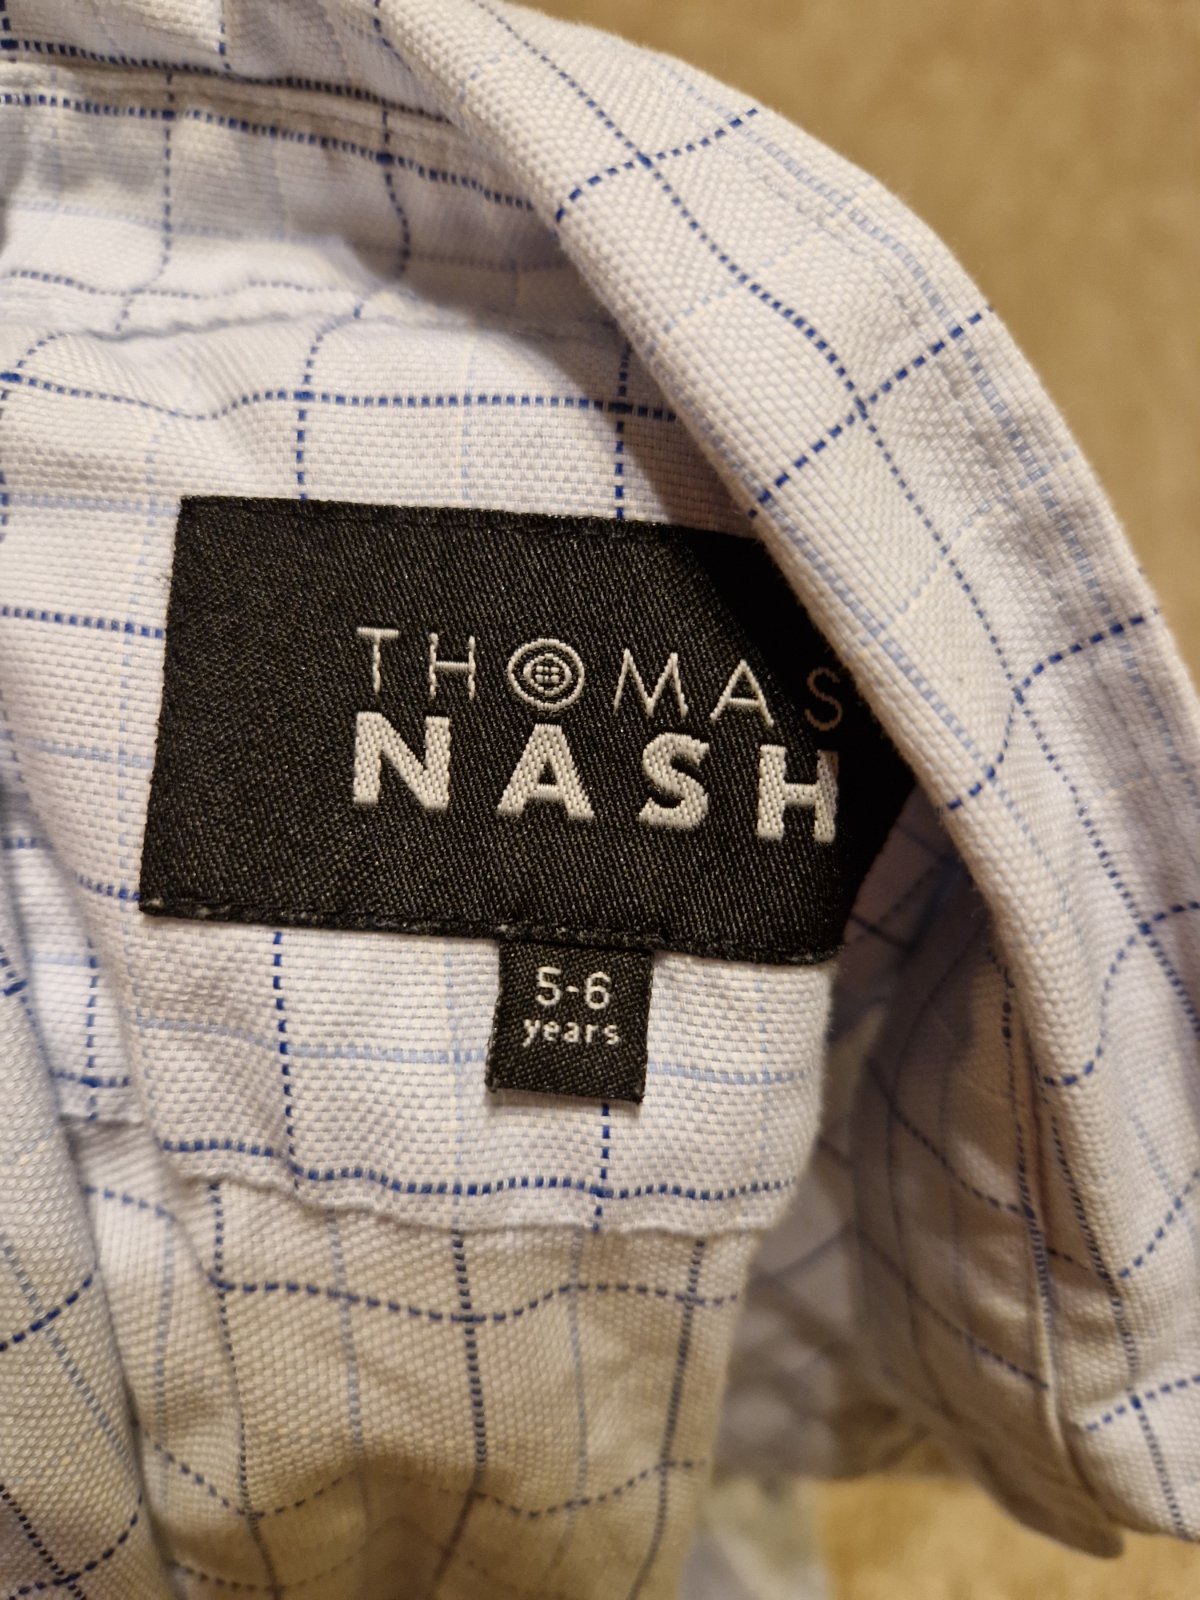 THOMAS
NASH
5-6
years